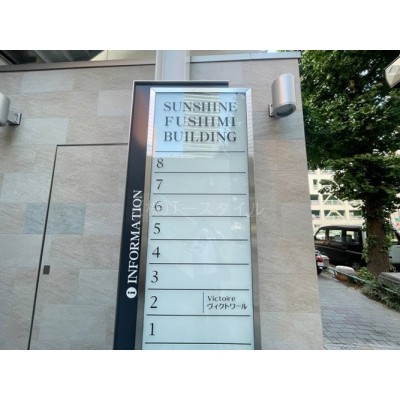 SUNSHINE
FUSHIMI
BUILDING
8
7
6
5
4
3
2 Victoire
ヴィクトワール
1
i INFORMATION